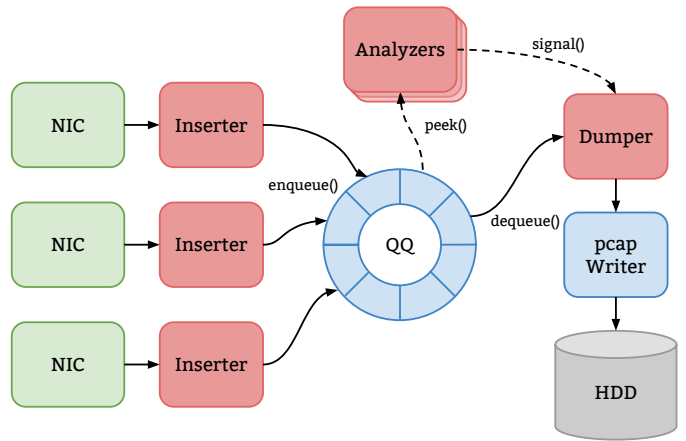 Analyzers
signal()
NIC
Inserter
peek()
Dumper
enqueue()
NIC
Inserter
QQ
dequeue()
pcap
Writer
NIC
Inserter
HDD